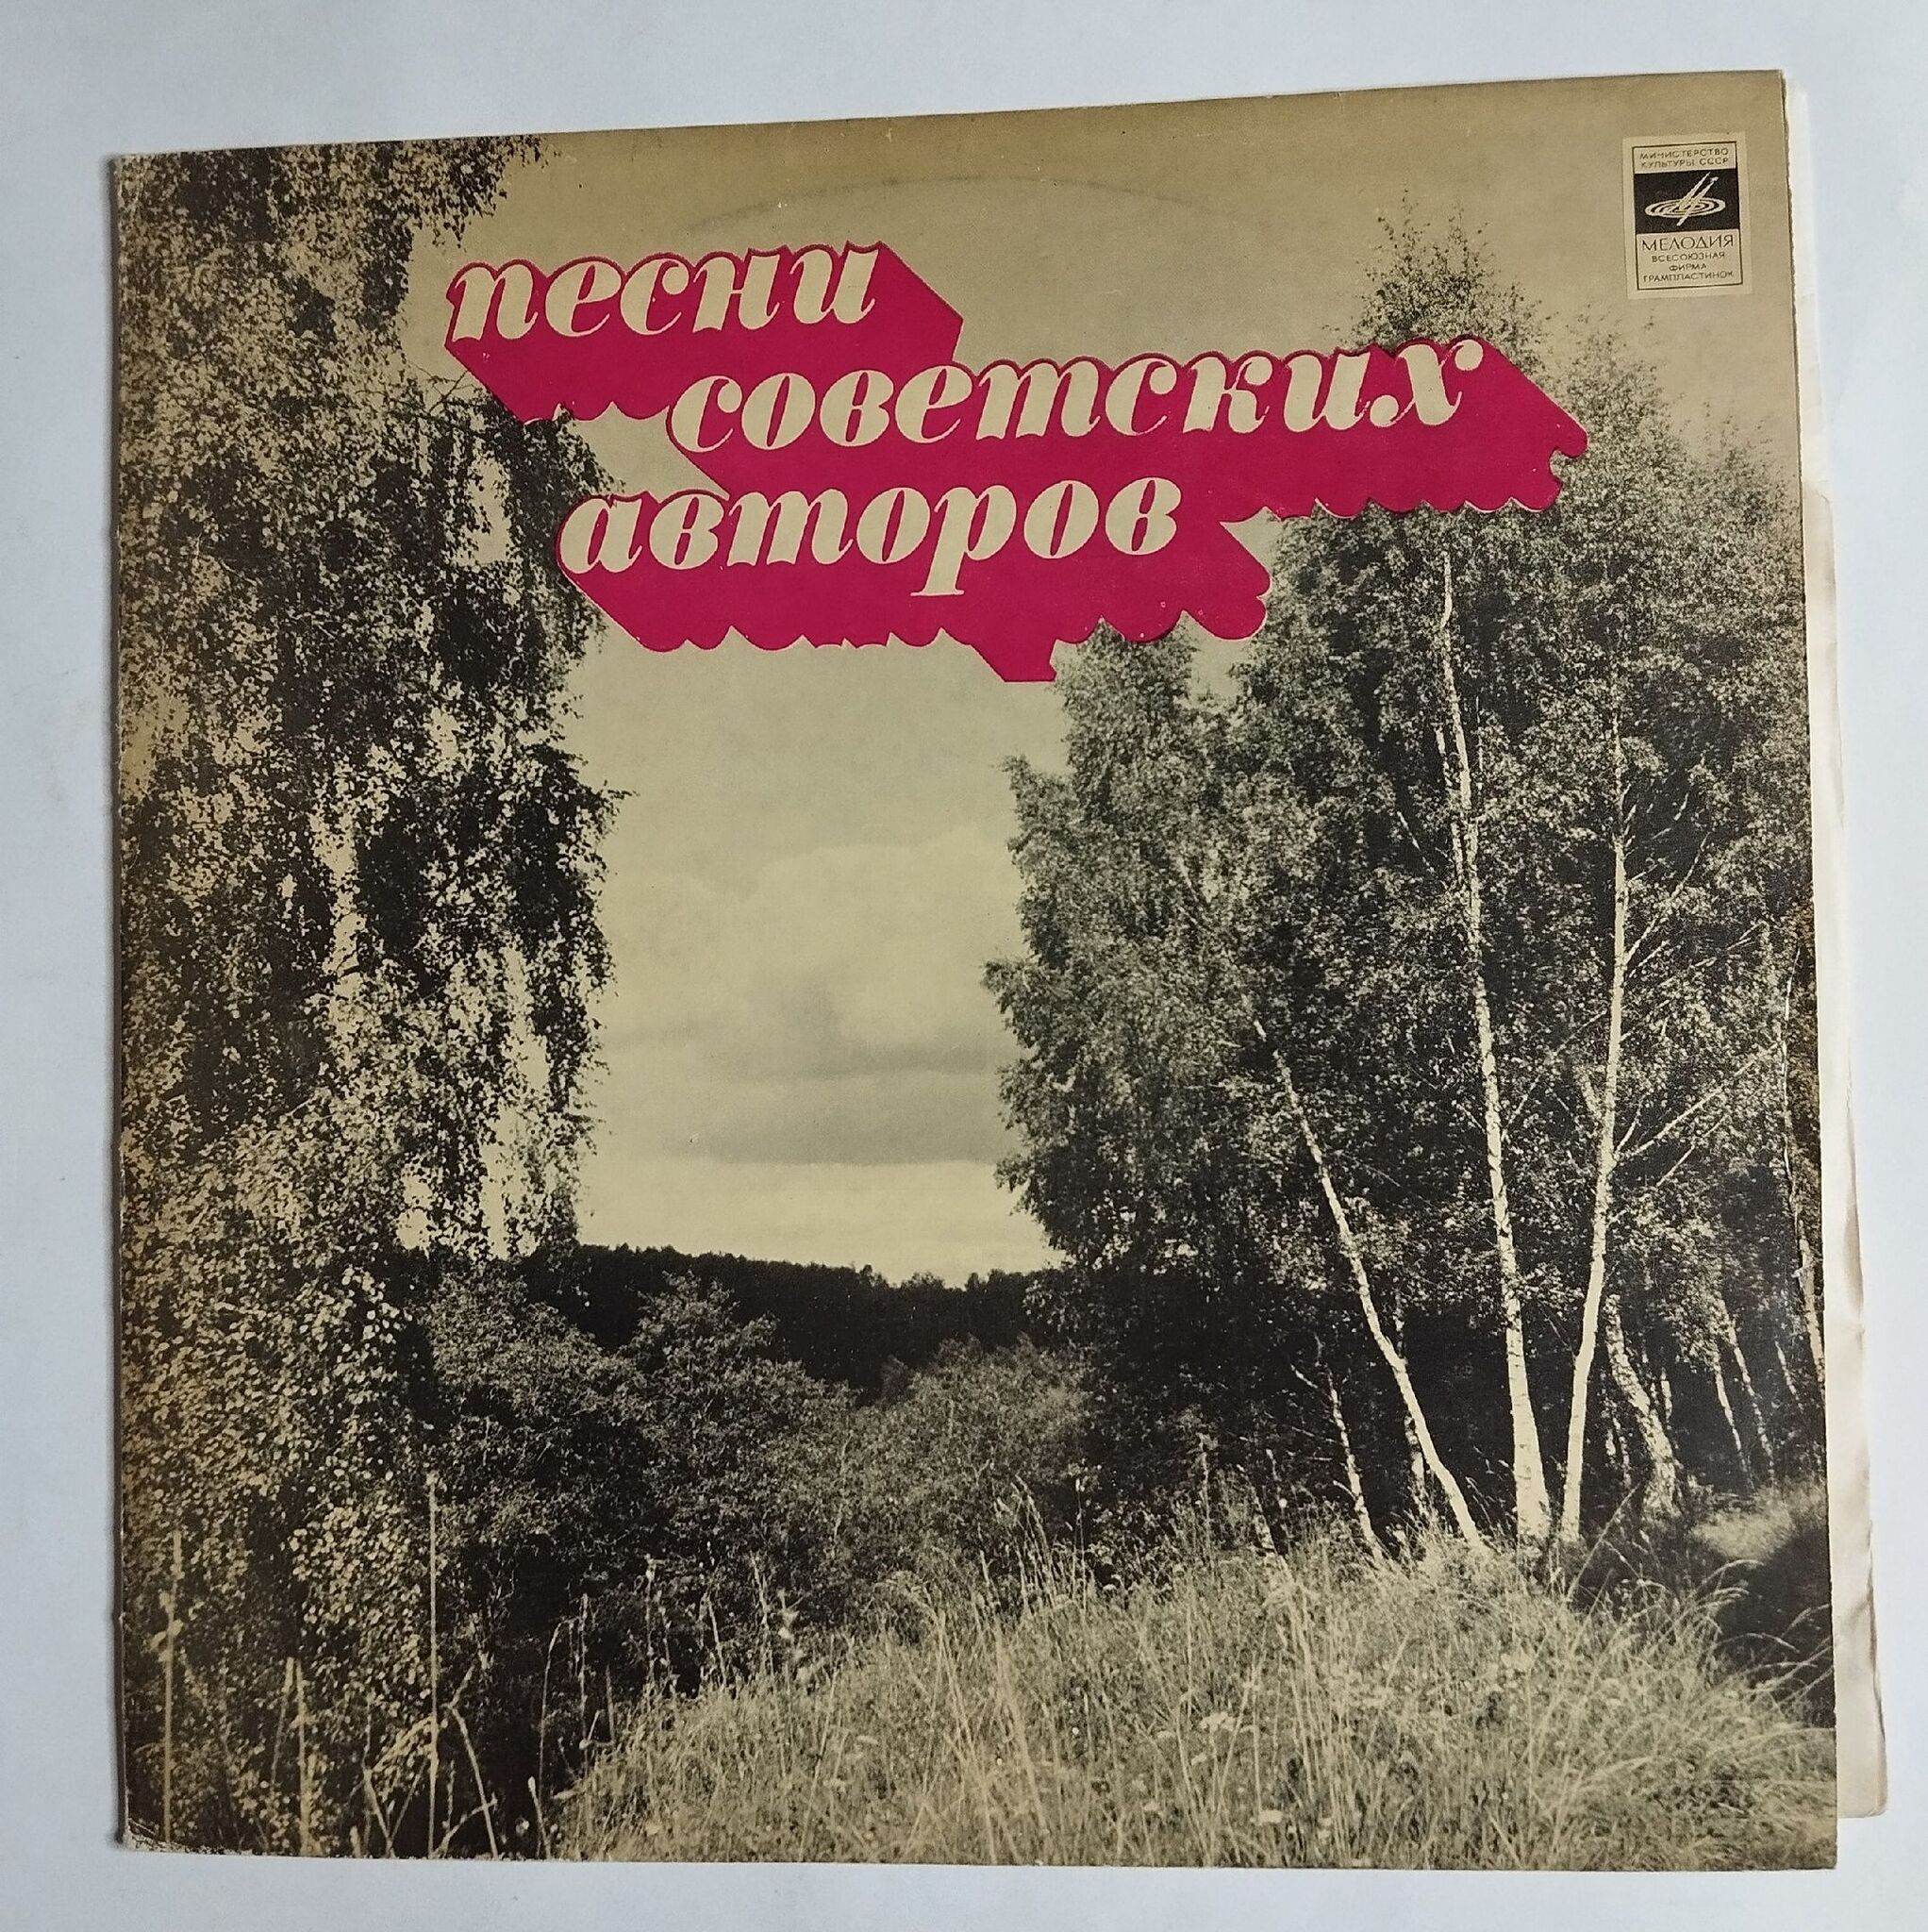 песни
советских
авторов
МИНИСТЕРСТВО
КУЛЬТУРЫ СССР
МЕЛОДИЯ
ВСЕСОЮЗНАЯ
ФИРМА
ГРАМПЛАСТИНОК